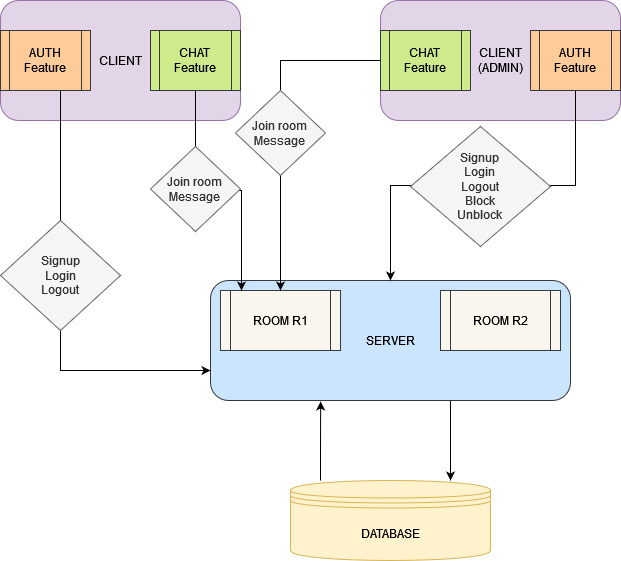 AUTH
Feature
CLIENT
CHAT
Feature
CHAT
Feature
CLIENT
(ADMIN)
AUTH
Feature
Join room
Message
Join room
Message
Signup
Login
Logout
Block
Unblock
Signup
Login
Logout
ROOM R1
SERVER
ROOM R2
DATABASE